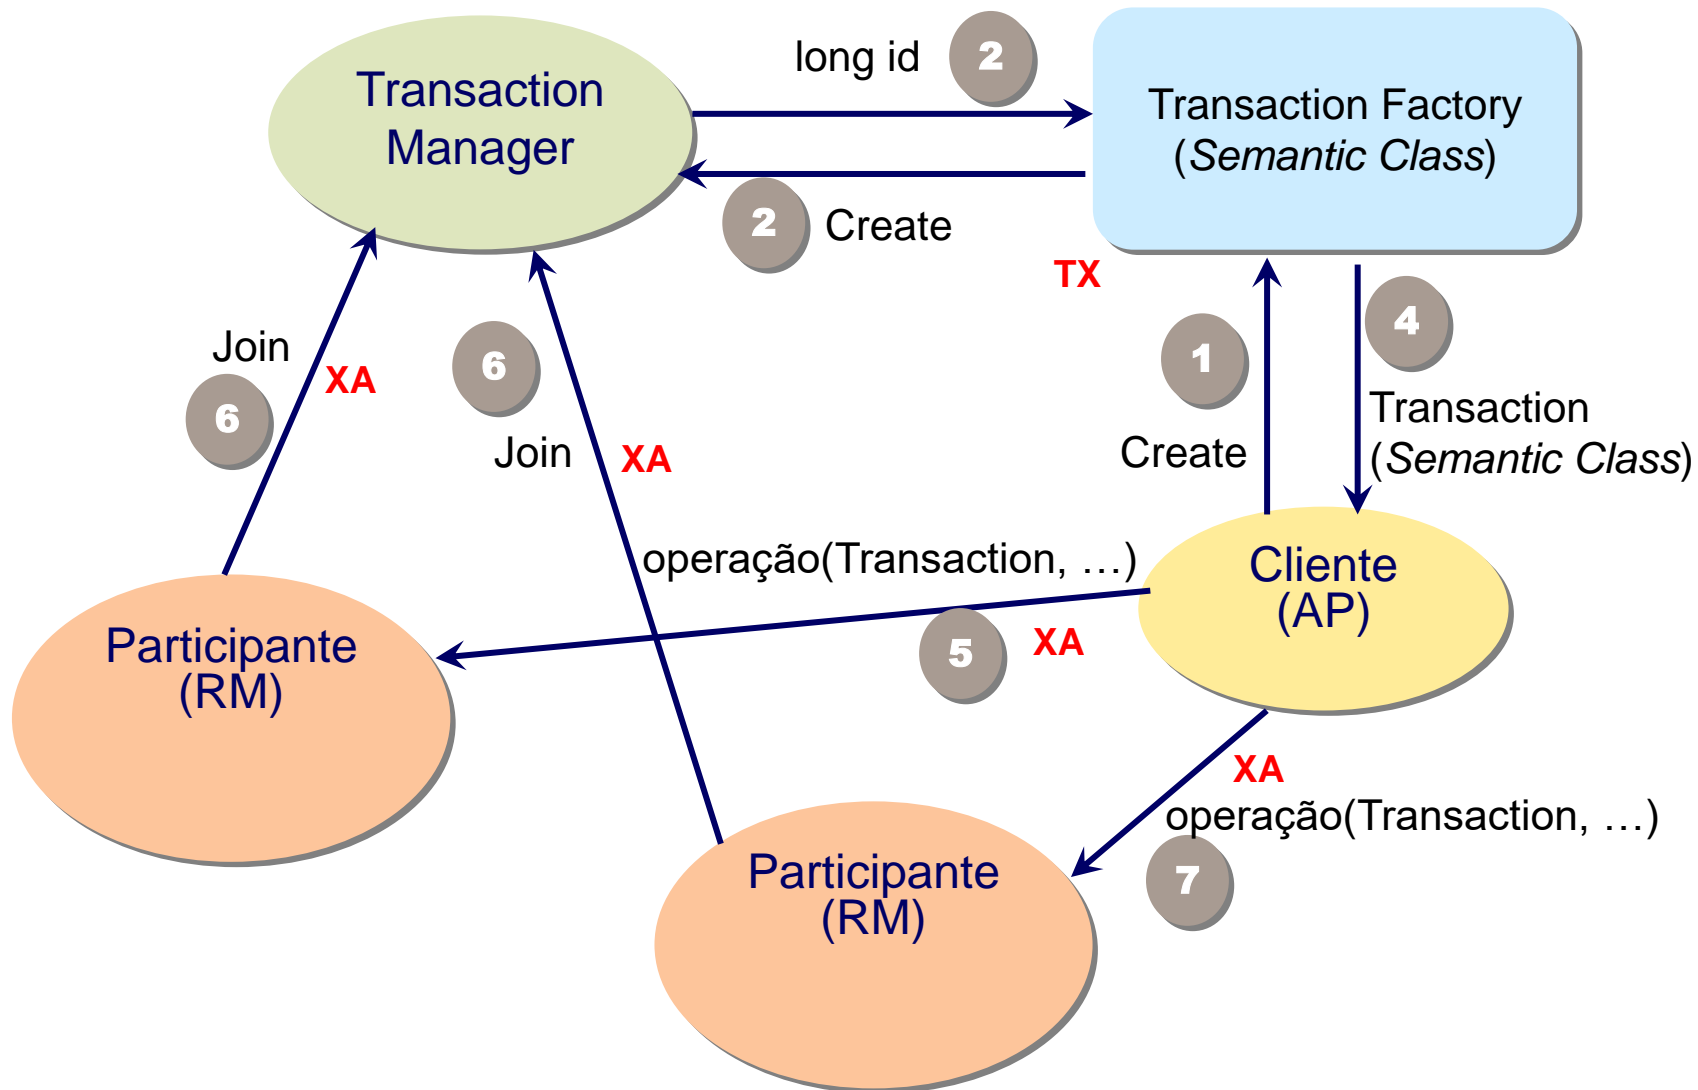 long id
2
Transaction
Manager
Transaction Factory
(Semantic Class)
2
Create
TX
1
4
Join
XA
6
6
Join
XA
Create
Transaction
(Semantic Class)
operação(Transaction, …)
Cliente
(AP)
5
XA
Participante
(RM)
XA
operação(Transaction, …)
7
Participante
(RM)